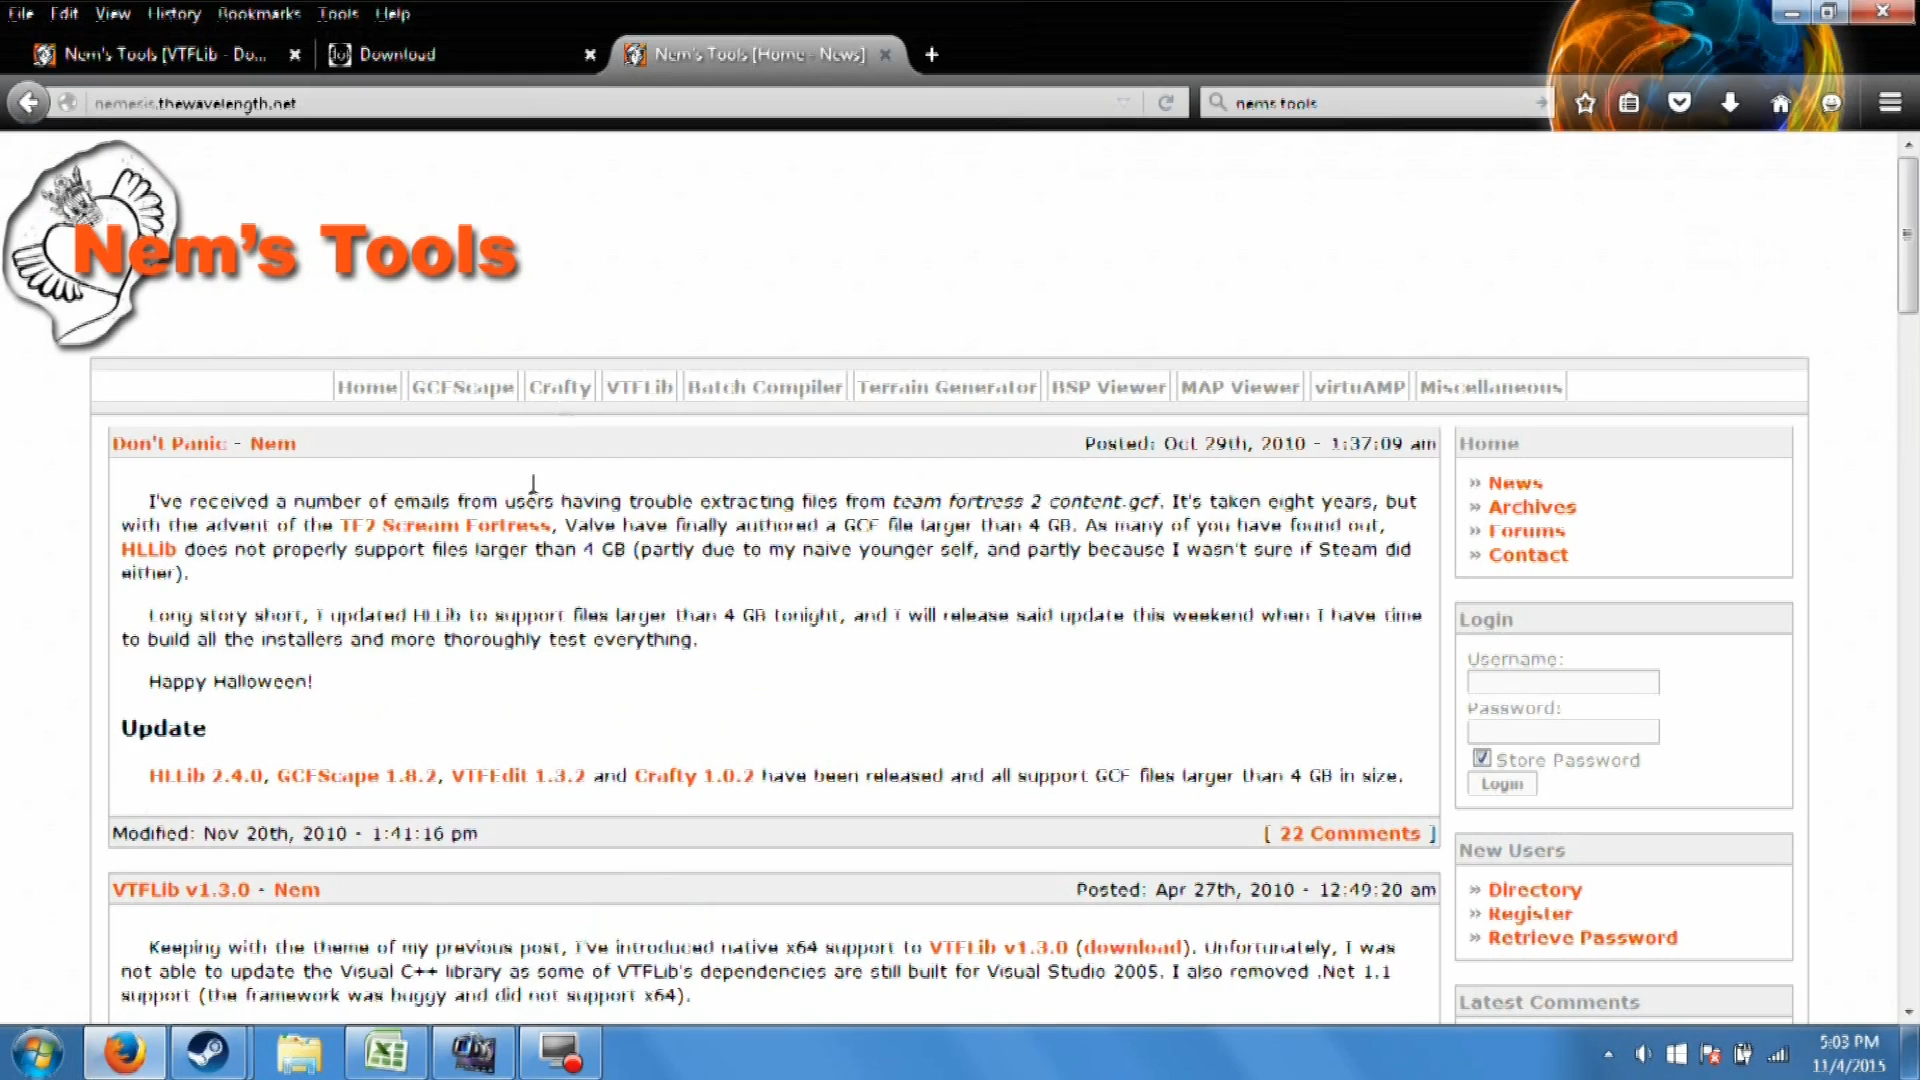 File Edit View History Bookmarks Tools Help
Nem's Tools [VTFLib - Do... Download Nem's Tools [Home - News]
nemesis.thewavelength.net nems tools
Nem's Tools
Home GCFScape Crafty VTFLib Batch Compiler Terrain Generator BSP Viewer MAP Viewer virtuAMP Miscellaneous
Don't Panic - Nem Posted: Oct 29th, 2010 - 1:37:09 am
I've received a number of emails from users having trouble extracting files from team fortress 2 content.gcf. It's taken eight years, but
with the advent of the TF2 Scream Fortress, Valve have finally authored a GCF file larger than 4 GB. As many of you have found out,
HLLib does not properly support files larger than 4 GB (partly due to my naive younger self, and partly because I wasn't sure if Steam did
either).
Long story short, I updated HLLib to support files larger than 4 GB tonight, and I will release said update this weekend when I have time
to build all the installers and more thoroughly test everything.
Happy Halloween!
Update
HLLib 2.4.0, GCFScape 1.8.2, VTFEdit 1.3.2 and Crafty 1.0.2 have been released and all support GCF files larger than 4 GB in size.
Modified: Nov 20th, 2010 - 1:41:16 pm [ 22 Comments ]
VTFLib v1.3.0 - Nem Posted: Apr 27th, 2010 - 12:49:20 am
Keeping with the theme of my previous post, I've introduced native x64 support to VTFLib v1.3.0 (download). Unfortunately, I was
not able to update the Visual C++ library as some of VTFLib's dependencies are still built for Visual Studio 2005. I also removed .Net 1.1
support (the framework was buggy and did not support x64).
Home
» News
» Archives
» Forums
» Contact
Login
Username:
Password:
Store Password
Login
New Users
» Directory
» Register
» Retrieve Password
Latest Comments
5:03 PM
11/4/2015